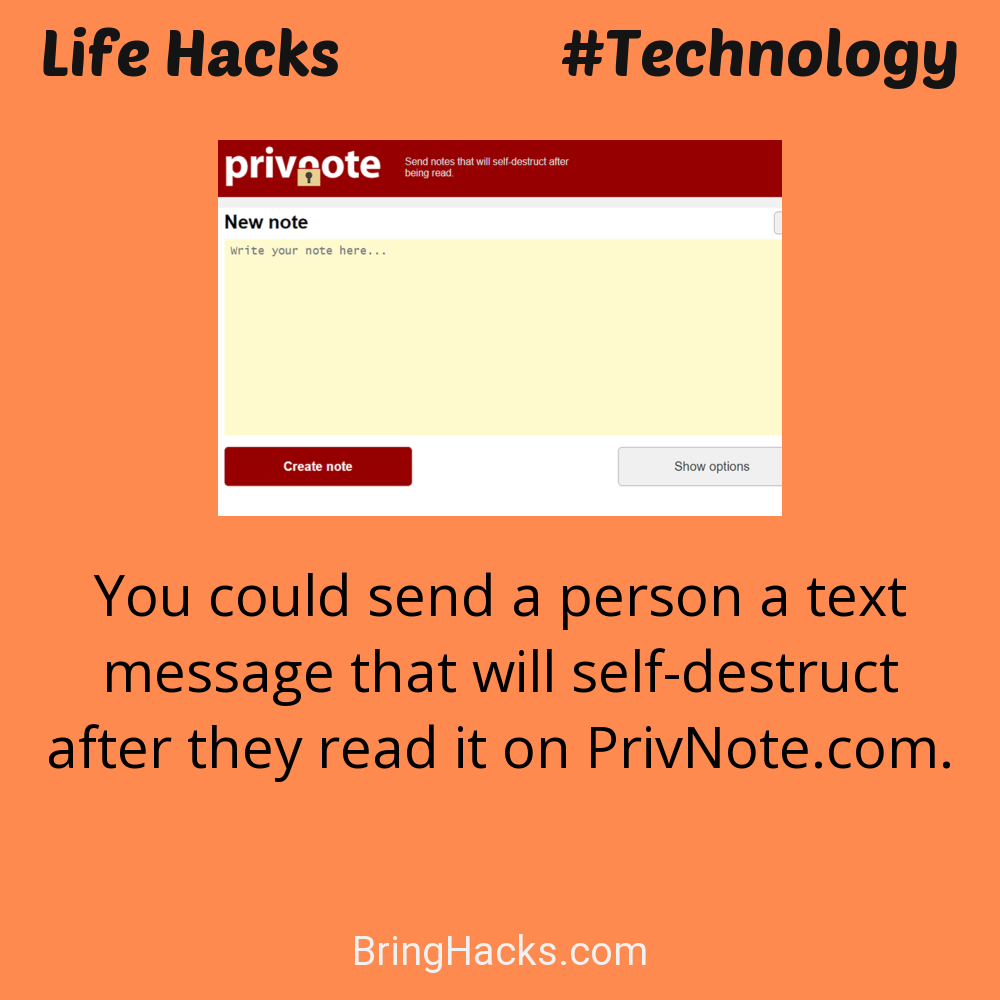 Life Hacks #Technology
privnote
Send notes that will self-destruct after
being read.
New note
Write your note here...
Create note Show options
You could send a person a text
message that will self-destruct
after they read it on PrivNote.com.
BringHacks.com